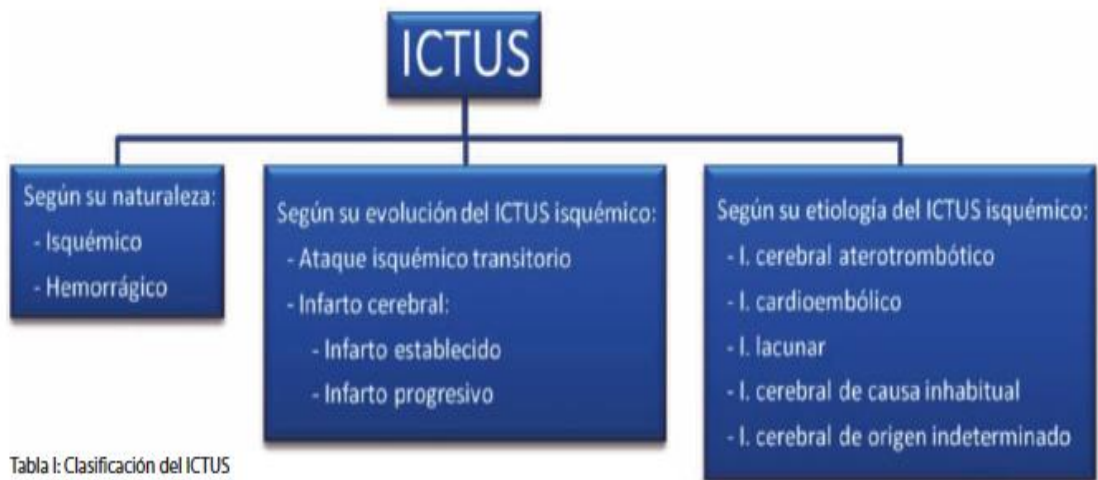 ICTUS
Según su naturaleza:
- Isquémico
- Hemorrágico
Según su evolución del ICTUS isquémico:
- Ataque isquémico transitorio
- Infarto cerebral:
- Infarto establecido
- Infarto progresivo
Según su etiología del ICTUS isquémico:
- I. cerebral aterotrombótico
- I. cardioembólico
- I. lacunar
- I. cerebral de causa inhabitual
- I. cerebral de origen indeterminado
Tabla I: Clasificación del ICTUS